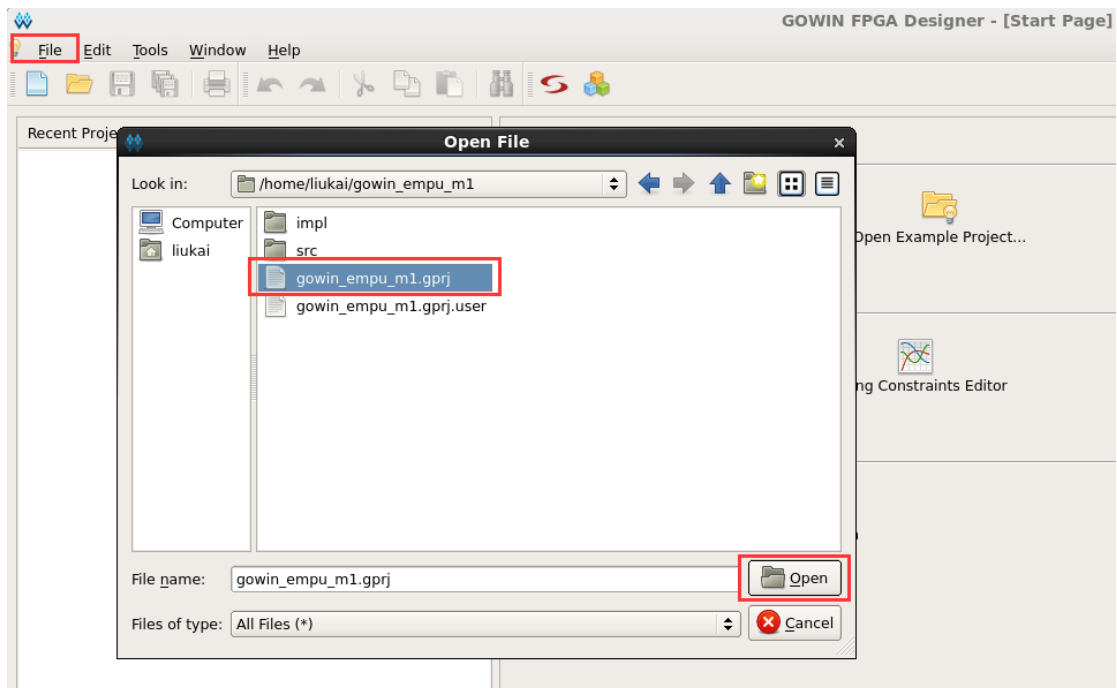 GOWIN FPGA Designer - [Start Page]
File Edit Tools Window Help
Recent Proje
Open File
Look in: /home/liukai/gowin_empu_m1
Computer
liukai
impl
src
gowin_empu_m1.gprj
gowin_empu_m1.gprj.user
Open Example Project...
ng Constraints Editor
File name: gowin_empu_m1.gprj Open
Files of type: All Files (*) Cancel